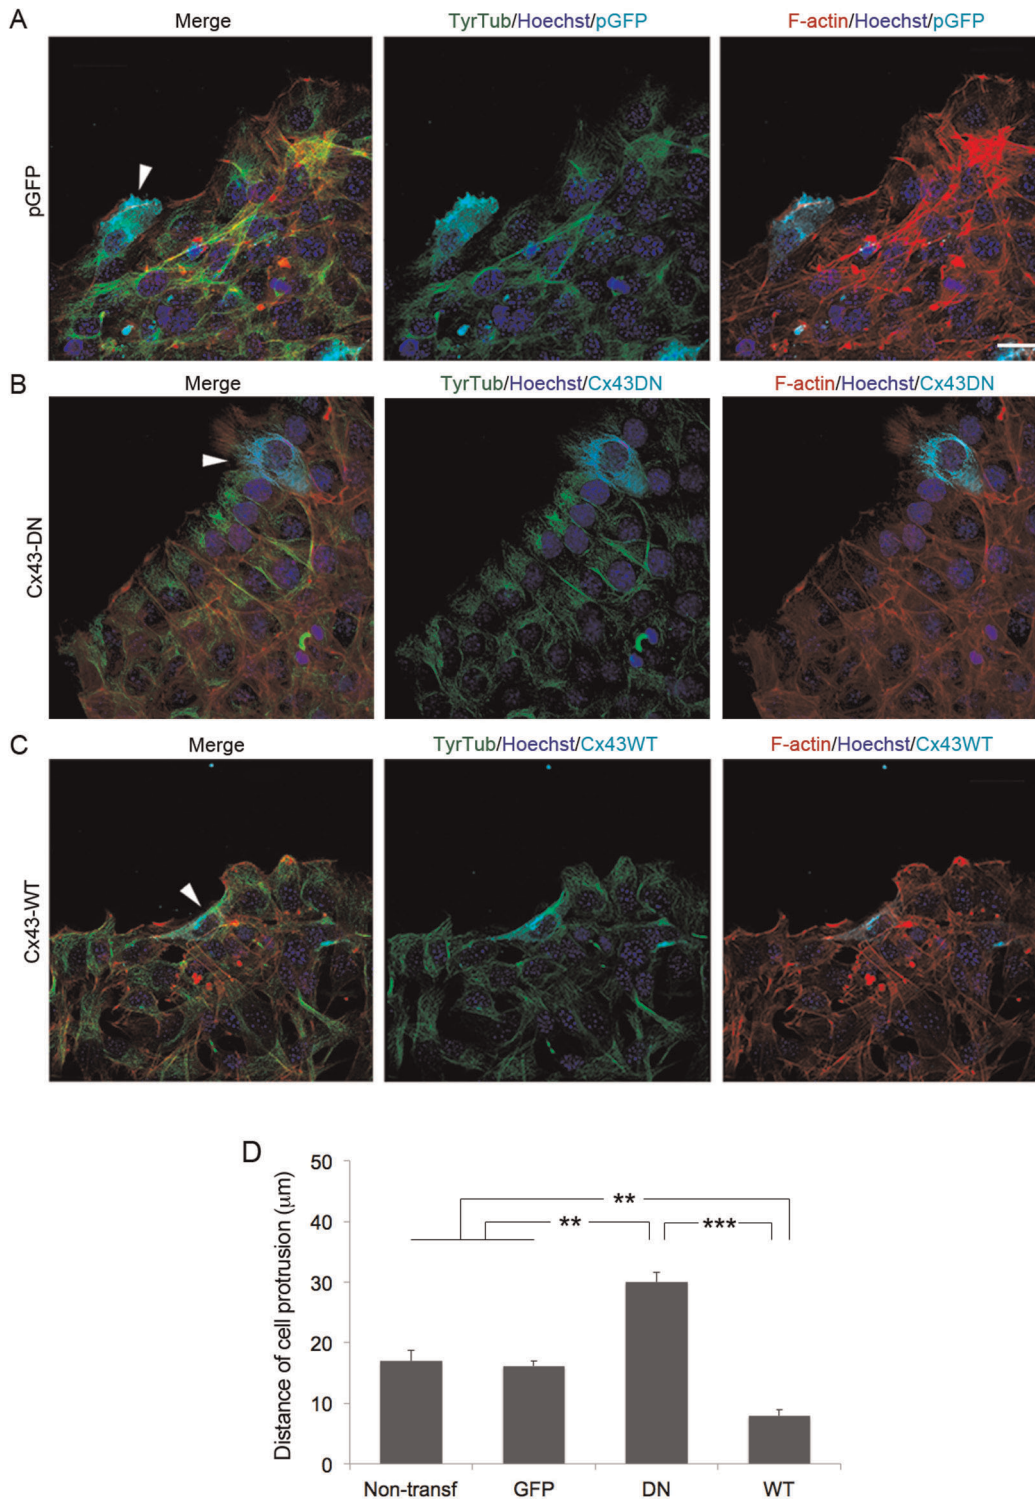 A
Merge
TyrTub/Hoechst/pGFP
F-actin/Hoechst/pGFP
pGFP
B
Merge
TyrTub/Hoechst/Cx43DN
F-actin/Hoechst/Cx43DN
Cx43-DN
C
Merge
TyrTub/Hoechst/Cx43WT
F-actin/Hoechst/Cx43WT
Cx43-WT
D
Distance of cell protrusion (μm)
50
40
30
20
10
0
**
**
***
Non-transf
GFP
DN
WT